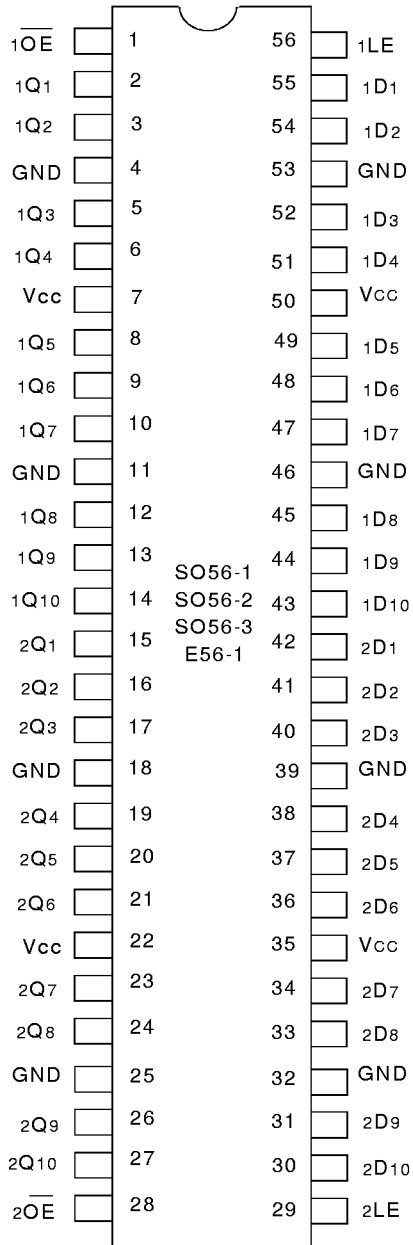 1OE 1 56 1LE
1Q1 2 55 1D1
1Q2 3 54 1D2
GND 4 53 GND
1Q3 5 52 1D3
1Q4 6 51 1D4
Vcc 7 50 Vcc
1Q5 8 49 1D5
1Q6 9 48 1D6
1Q7 10 47 1D7
GND 11 46 GND
1Q8 12 45 1D8
1Q9 13 44 1D9
SO56-1
1Q10 14 SO56-2 43 1D10
SO56-3
2Q1 15 E56-1 42 2D1
2Q2 16 41 2D2
2Q3 17 40 2D3
GND 18 39 GND
2Q4 19 38 2D4
2Q5 20 37 2D5
2Q6 21 36 2D6
Vcc 22 35 Vcc
2Q7 23 34 2D7
2Q8 24 33 2D8
GND 25 32 GND
2Q9 26 31 2D9
2Q10 27 30 2D10
2OE 28 29 2LE